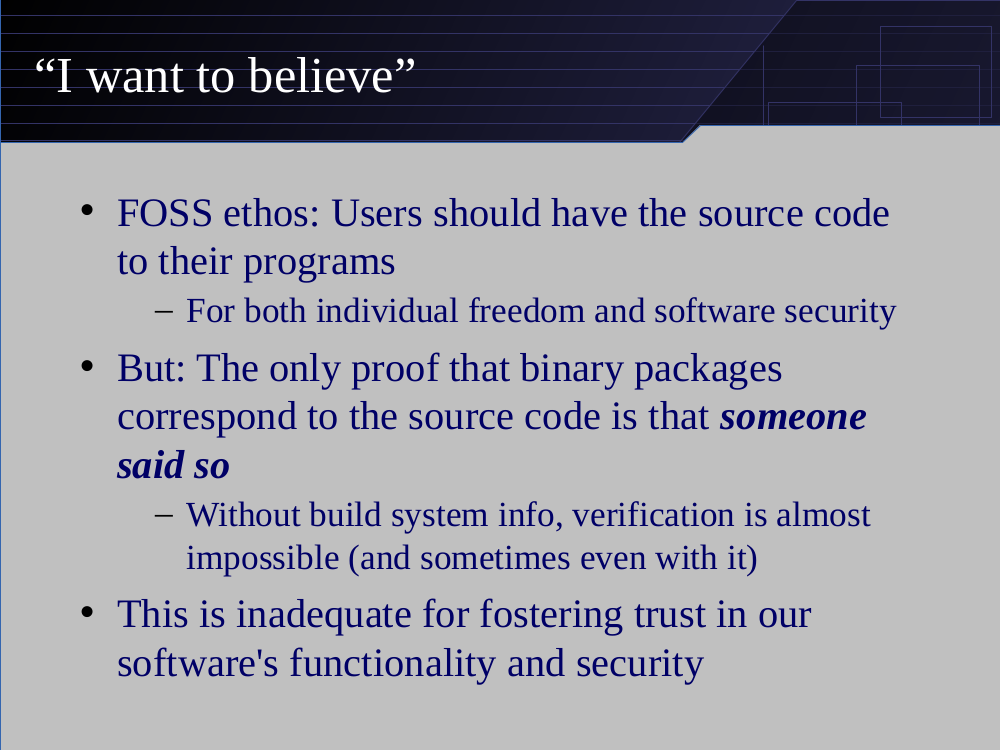 “I want to believe”
• FOSS ethos: Users should have the source code
to their programs
– For both individual freedom and software security
• But: The only proof that binary packages
correspond to the source code is that someone
said so
– Without build system info, verification is almost
impossible (and sometimes even with it)
• This is inadequate for fostering trust in our
software's functionality and security